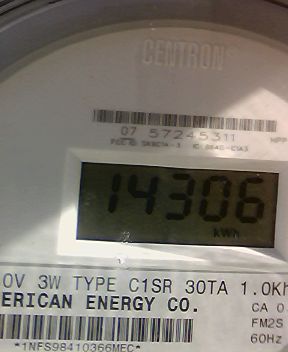 CENTRON
07 57245311
14306
kWh
0V 3W TYPE C1SR 30TA 1.0Kh
ERICAN ENERGY CO.
CA 0.
FM2S
60Hz
*1NFS98410366MEC*